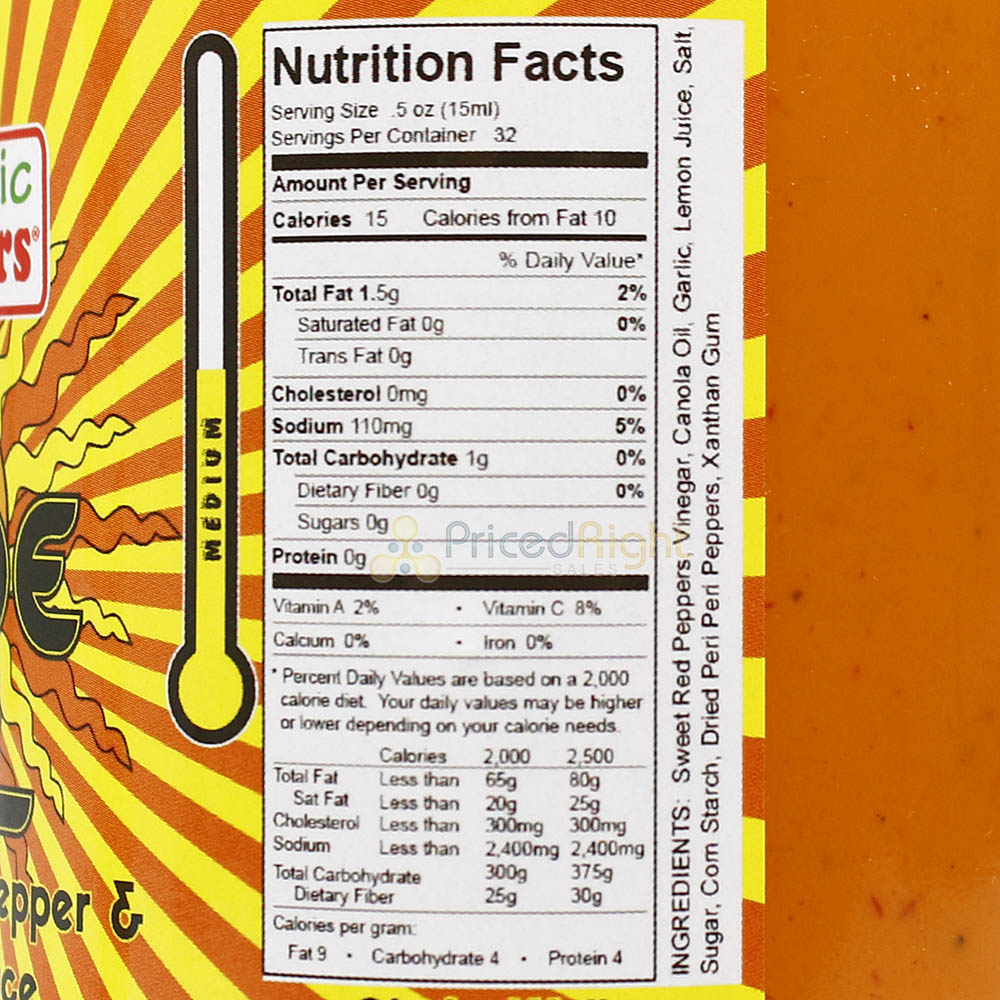 ic
rs®
MEDIUM
E
epper &
ce
Nutrition Facts
Serving Size .5 oz (15ml)
Servings Per Container 32
Amount Per Serving
Calories 15 Calories from Fat 10
% Daily Value*
Total Fat 1.5g 2%
Saturated Fat 0g 0%
Trans Fat 0g
Cholesterol 0mg 0%
Sodium 110mg 5%
Total Carbohydrate 1g 0%
Dietary Fiber 0g 0%
Sugars 0g
Protein 0g
PricedRight
SALES
Vitamin A 2% • Vitamin C 8%
Calcium 0% • Iron 0%
* Percent Daily Values are based on a 2,000
calorie diet. Your daily values may be higher
or lower depending on your calorie needs.
Calories 2,000 2,500
Total Fat Less than 65g 80g
Sat Fat Less than 20g 25g
Cholesterol Less than 300mg 300mg
Sodium Less than 2,400mg 2,400mg
Total Carbohydrate 300g 375g
Dietary Fiber 25g 30g
Calories per gram:
Fat 9 • Carbohydrate 4 • Protein 4
INGREDIENTS: Sweet Red Peppers, Vinegar, Canola Oil, Garlic, Lemon Juice, Salt,
Sugar, Corn Starch, Dried Peri Peri Peppers, Xanthan Gum